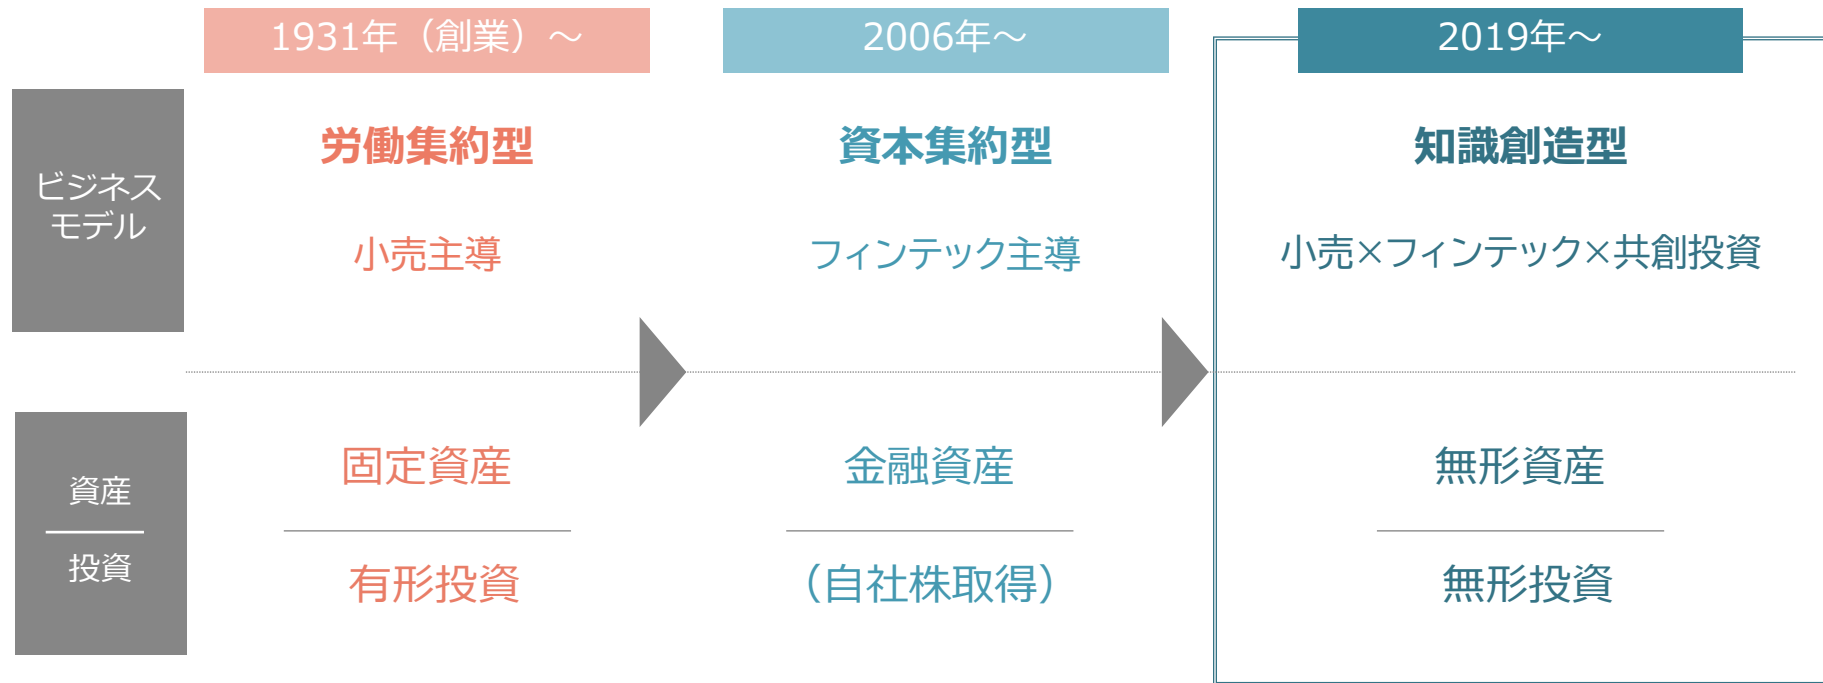 1931年（創業）～
2006年～
2019年～
ビジネス
モデル
労働集約型
資本集約型
知識創造型
小売主導
フィンテック主導
小売×フィンテック×共創投資
資産
投資
固定資産
金融資産
無形資産
有形投資
（自社株取得）
無形投資